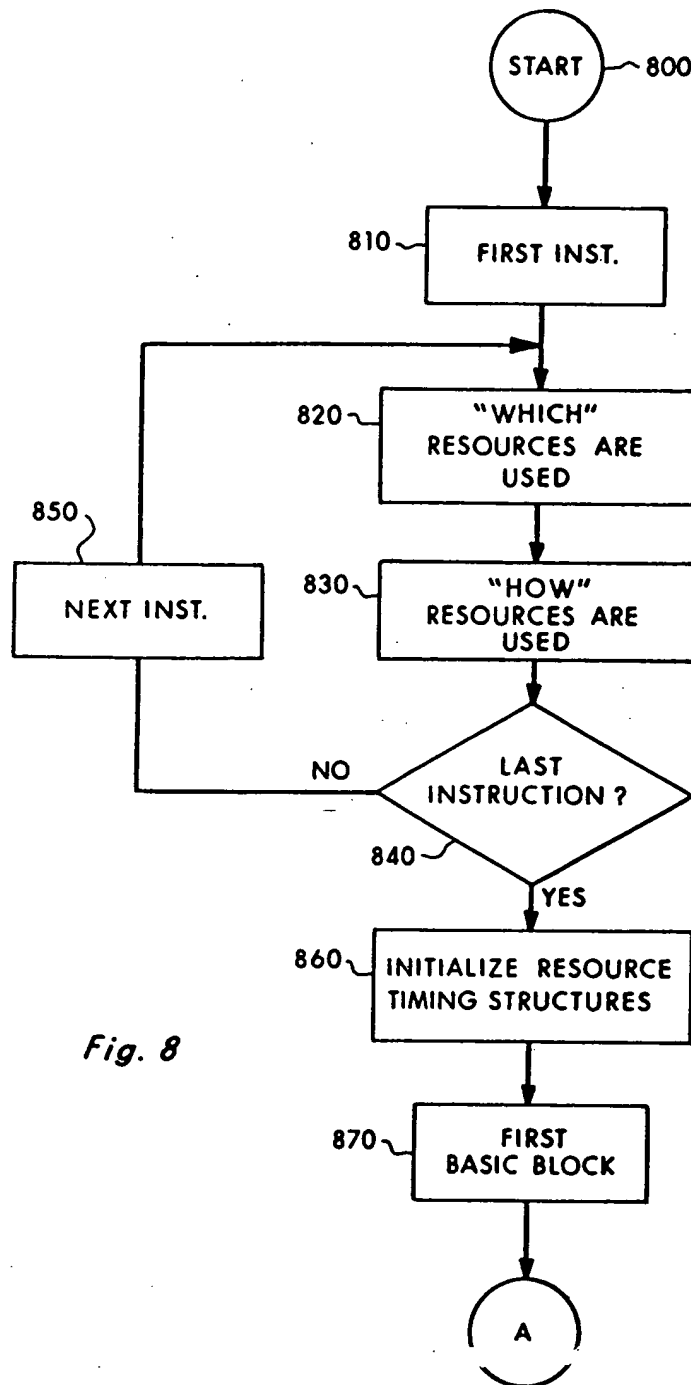 START
800
810
FIRST INST.
820
"WHICH"
RESOURCES ARE
USED
850
NEXT INST.
830
"HOW"
RESOURCES ARE
USED
NO
LAST
INSTRUCTION ?
840
YES
860
INITIALIZE RESOURCE
TIMING STRUCTURES
Fig. 8
870
FIRST
BASIC BLOCK
A